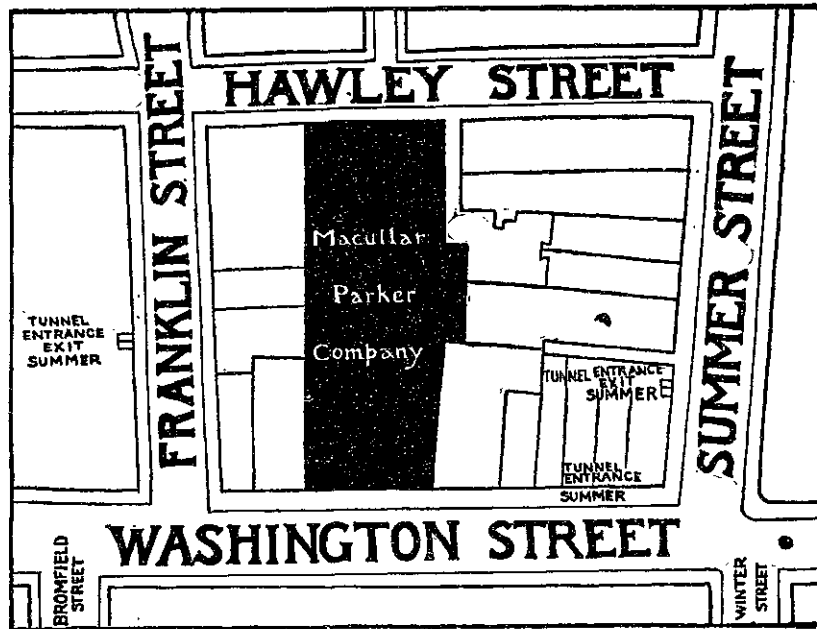 HAWLEY STREET
FRANKLIN STREET
SUMMER STREET
Macullar
Parker
Company
TUNNEL
ENTRANCE
EXIT
SUMMER
TUNNEL ENTRANCE
EXIT
SUMMER
TUNNEL
ENTRANCE
SUMMER
WASHINGTON STREET
BROMFIELD
STREET
WINTER
STREET